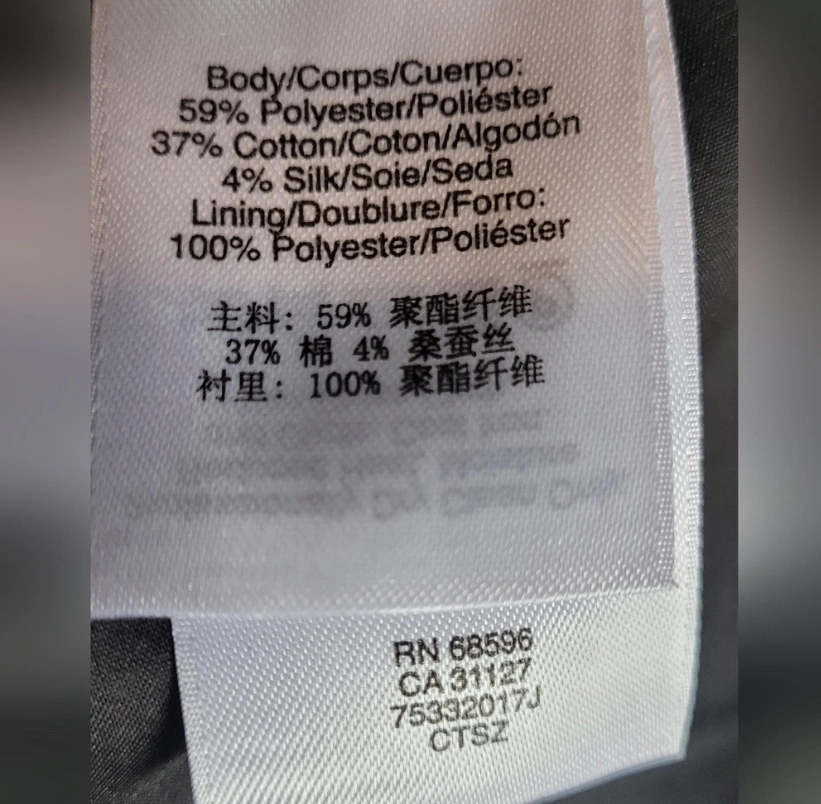 Body/Corps/Cuerpo:
59% Polyester/Poliéster
37% Cotton/Coton/Algodón
4% Silk/Soie/Seda
Lining/Doublure/Forro:
100% Polyester/Poliéster
主料: 59% 聚酯纤维
37% 棉 4% 桑蚕丝
衬里: 100% 聚酯纤维
RN 68596
CA 31127
75332017J
CTSZ